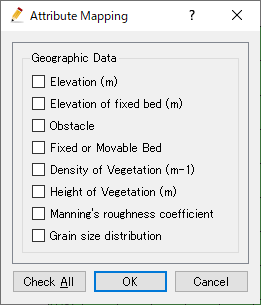 Attribute Mapping
?
Geographic Data
Elevation (m)
Elevation of fixed bed (m)
Obstacle
Fixed or Movable Bed
Density of Vegetation (m-1)
Height of Vegetation (m)
Manning's roughness coefficient
Grain size distribution
Check All
OK
Cancel